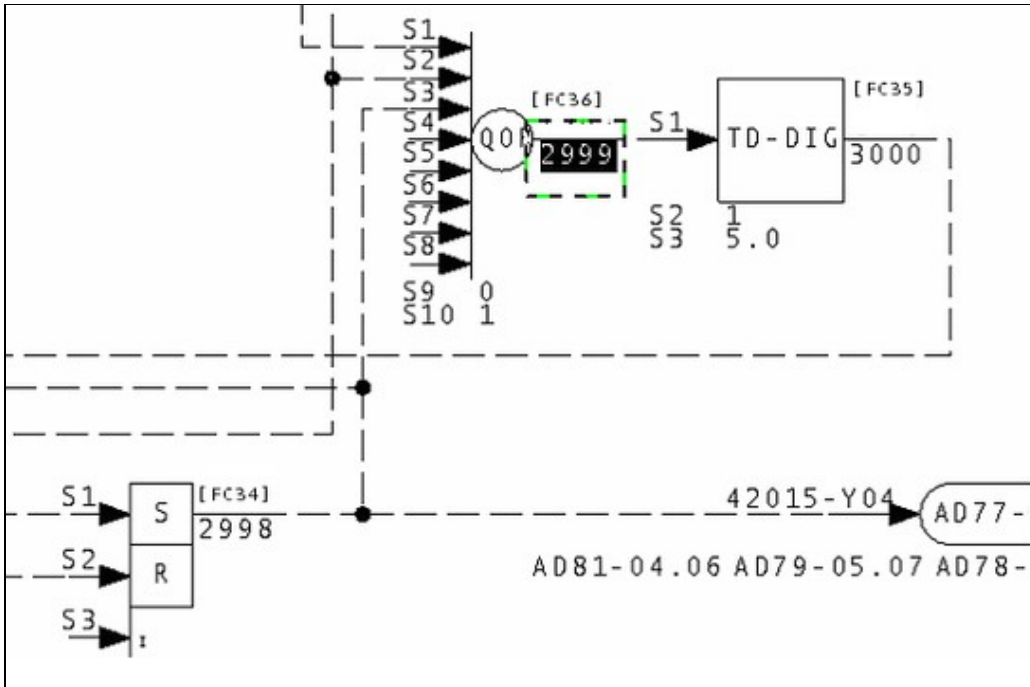 S1
S2
S3
S4
S5
S6
S7
S8
S9 0
S10 1
[FC36]
2999
S1
TD-DIG
[FC35]
3000
S2 1
S3 5.0
S1
S
[FC34]
2998
S2
R
S3
I
42015-Y04
AD77-
AD81-04.06 AD79-05.07 AD78-